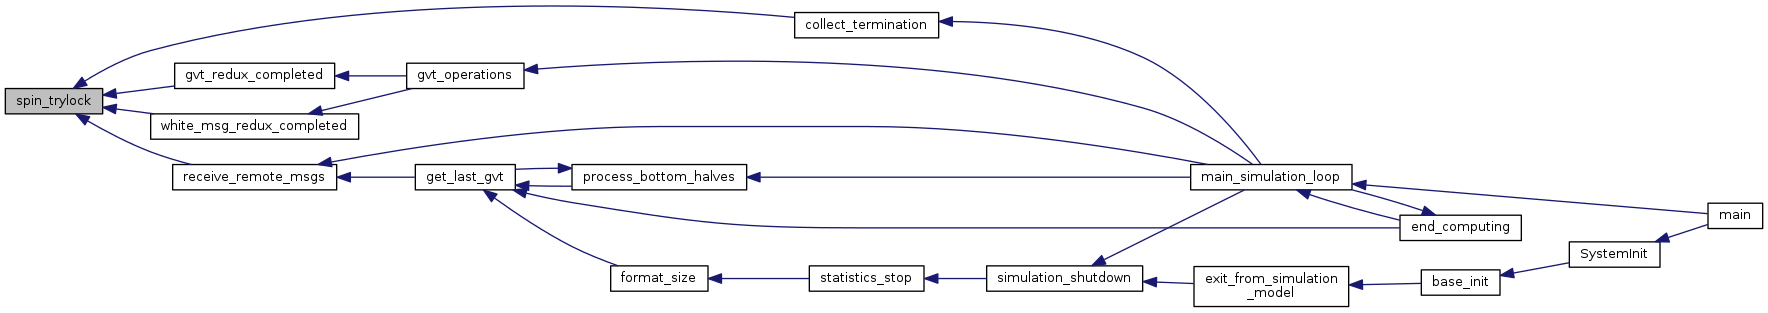 collect_termination
gvt_redux_completed
gvt_operations
spin_trylock
white_msg_redux_completed
receive_remote_msgs
get_last_gvt
process_bottom_halves
main_simulation_loop
main
end_computing
SystemInit
format_size
statistics_stop
simulation_shutdown
exit_from_simulation
_model
base_init